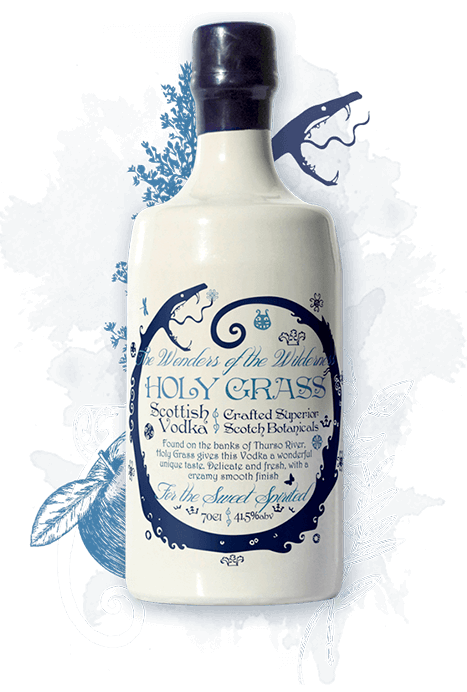 The Wonders of the Wilderness
HOLY GRASS
Scottish Vodka & Crafted Superior Scotch Botanicals
Found on the banks of Thurso River,
Holy Grass gives this Vodka a wonderful
unique taste. Delicate and fresh, with a
creamy smooth finish
For the Sweet Spirited
70cl 41.5%abv